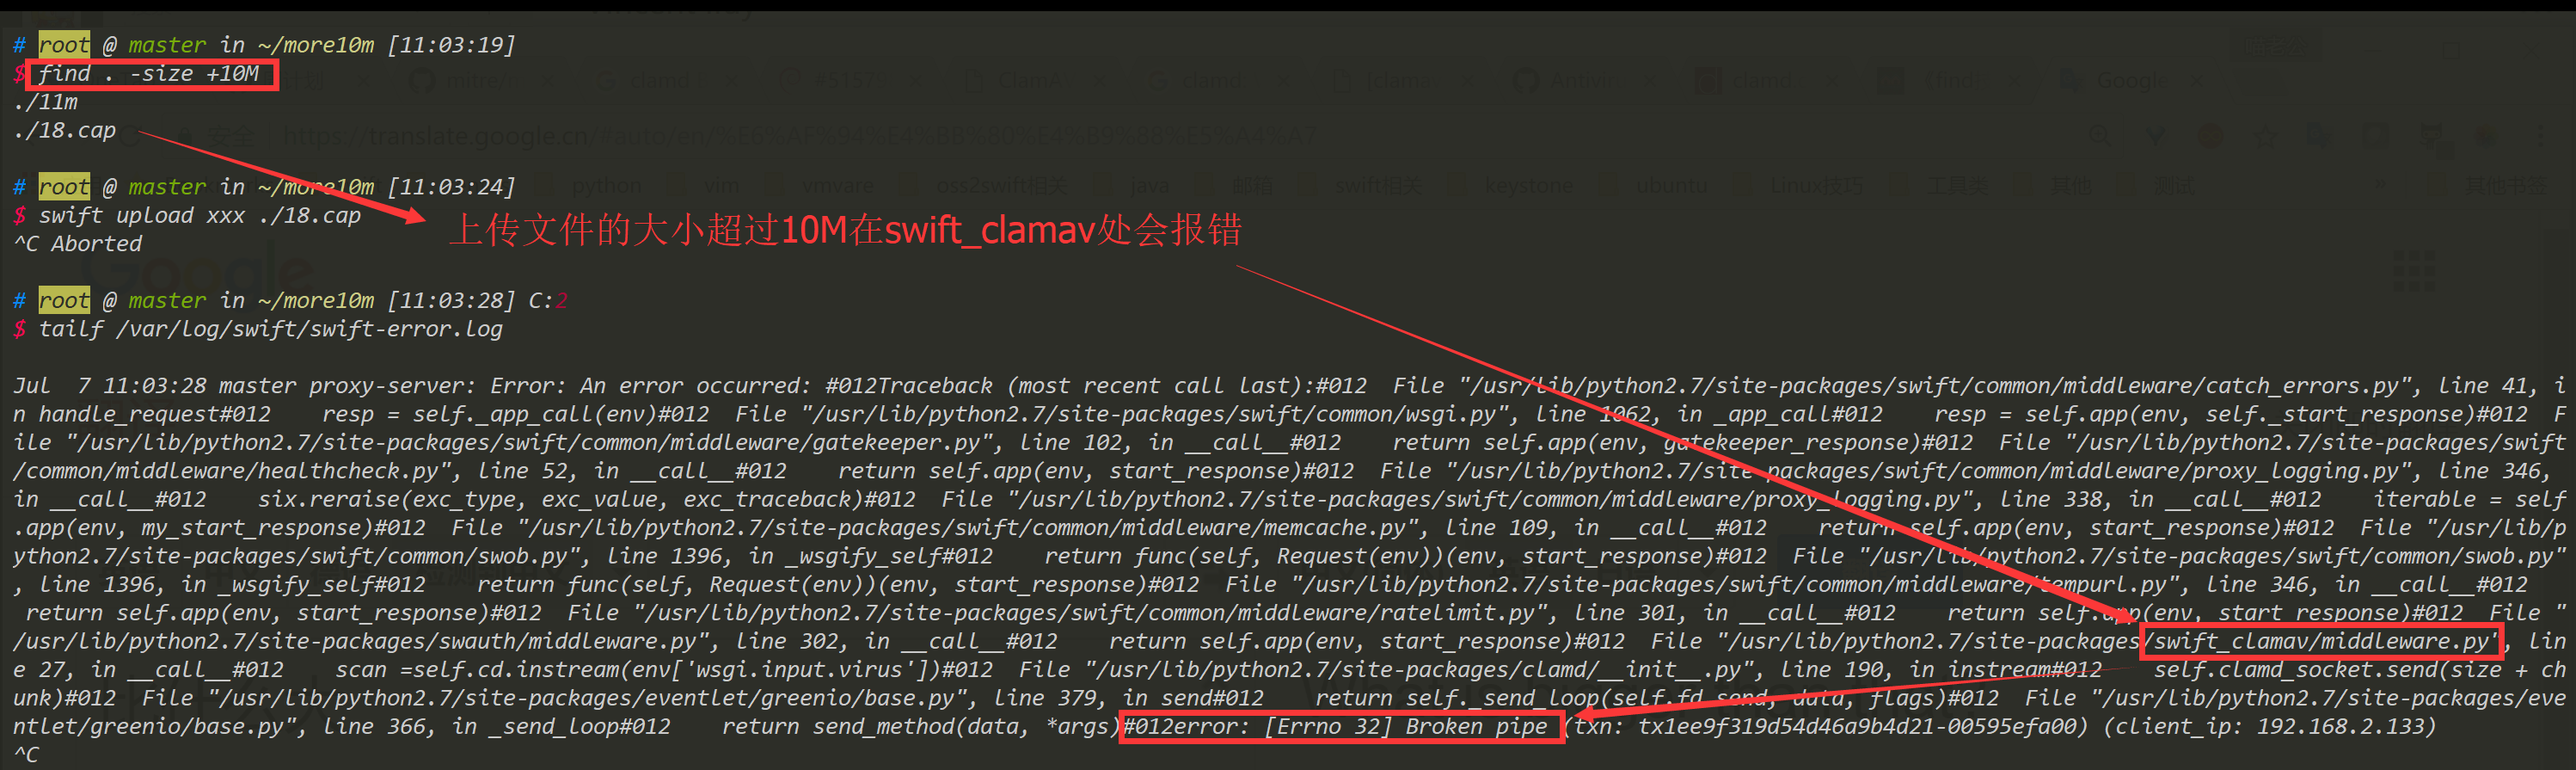 # root @ master in ~/more10m [11:03:19]
$ find . -size +10M
./11m
./18.cap
# root @ master in ~/more10m [11:03:24]
$ swift upload xxx ./18.cap
上传文件的大小超过10M在swift_clamav处会报错
^C Aborted
# root @ master in ~/more10m [11:03:28] C:2
$ tailf /var/log/swift/swift-error.log
Jul  7 11:03:28 master proxy-server: Error: An error occurred: #012Traceback (most recent call last):#012  File "/usr/lib/python2.7/site-packages/swift/common/middleware/catch_errors.py", line 41, i
n handle_request#012    resp = self._app_call(env)#012  File "/usr/lib/python2.7/site-packages/swift/common/wsgi.py", line 1062, in _app_call#012    resp = self.app(env, self._start_response)#012  F
ile "/usr/lib/python2.7/site-packages/swift/common/middleware/gatekeeper.py", line 102, in __call__#012    return self.app(env, gatekeeper_response)#012  File "/usr/lib/python2.7/site-packages/swift
/common/middleware/healthcheck.py", line 52, in __call__#012    return self.app(env, start_response)#012  File "/usr/lib/python2.7/site-packages/swift/common/middleware/proxy_logging.py", line 346,
in __call__#012    six.reraise(exc_type, exc_value, exc_traceback)#012  File "/usr/lib/python2.7/site-packages/swift/common/middleware/proxy_logging.py", line 338, in __call__#012    iterable = self
.app(env, my_start_response)#012  File "/usr/lib/python2.7/site-packages/swift/common/middleware/memcache.py", line 109, in __call__#012    return self.app(env, start_response)#012  File "/usr/lib/p
ython2.7/site-packages/swift/common/swob.py", line 1396, in _wsgify_self#012    return func(self, Request(env))(env, start_response)#012  File "/usr/lib/python2.7/site-packages/swift/common/swob.py"
, line 1396, in _wsgify_self#012    return func(self, Request(env))(env, start_response)#012  File "/usr/lib/python2.7/site-packages/swift/common/middleware/tempurl.py", line 346, in __call__#012
 return self.app(env, start_response)#012  File "/usr/lib/python2.7/site-packages/swift/common/middleware/ratelimit.py", line 301, in __call__#012    return self.app(env, start_response)#012  File "
/usr/lib/python2.7/site-packages/swauth/middleware.py", line 302, in __call__#012    return self.app(env, start_response)#012  File "/usr/lib/python2.7/site-packages/swift_clamav/middleware.py", lin
e 27, in __call__#012    scan =self.cd.instream(env['wsgi.input.virus'])#012  File "/usr/lib/python2.7/site-packages/clamd/__init__.py", line 190, in instream#012    self.clamd_socket.send(size + ch
unk)#012  File "/usr/lib/python2.7/site-packages/eventlet/greenio/base.py", line 379, in send#012    return self._send_loop(self.fd.send, data, flags)#012  File "/usr/lib/python2.7/site-packages/eve
ntlet/greenio/base.py", line 366, in _send_loop#012    return send_method(data, *args)#012error: [Errno 32] Broken pipe (txn: tx1ee9f319d54d46a9b4d21-00595efa00) (client_ip: 192.168.2.133)
^C